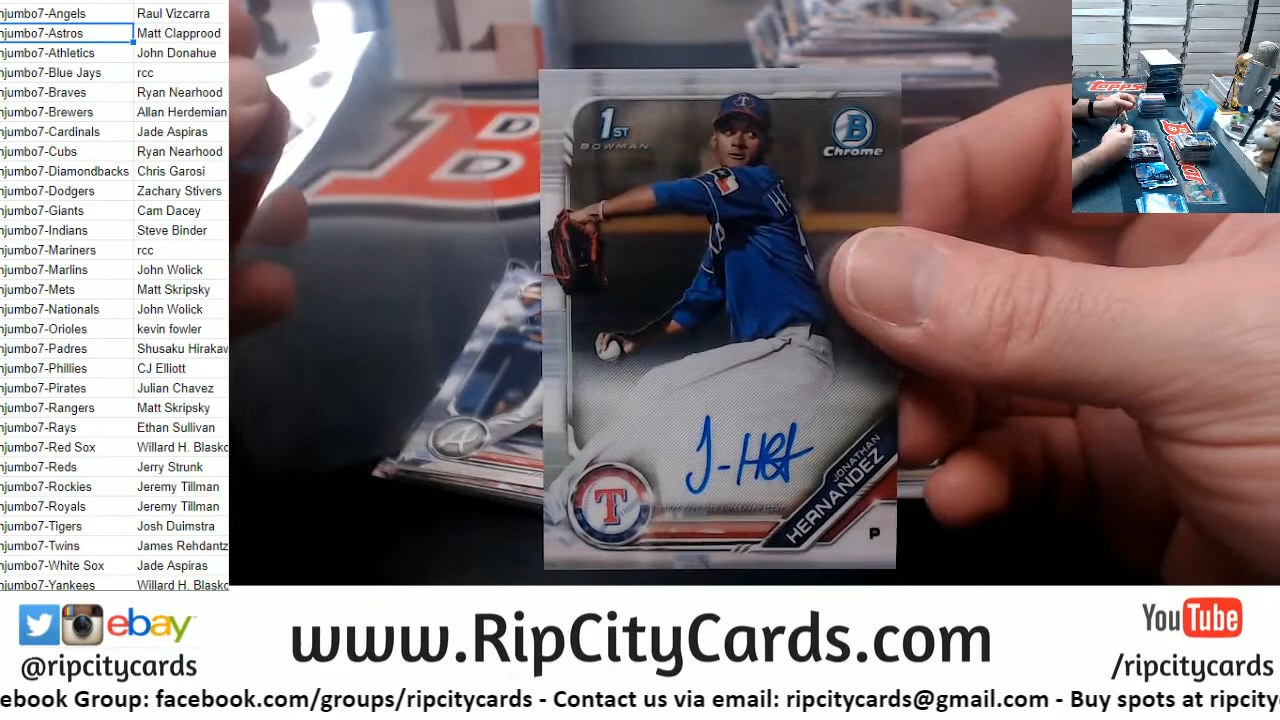 njumbo7-Angels Raul Vizcarra
njumbo7-Astros Matt Clapprood
njumbo7-Athletics John Donahue
njumbo7-Blue Jays rcc
njumbo7-Braves Ryan Nearhood
njumbo7-Brewers Allan Herdemian
njumbo7-Cardinals Jade Aspiras
njumbo7-Cubs Ryan Nearhood
njumbo7-Diamondbacks Chris Garosi
njumbo7-Dodgers Zachary Stivers
njumbo7-Giants Cam Dacey
njumbo7-Indians Steve Binder
njumbo7-Mariners rcc
njumbo7-Marlins John Wolick
njumbo7-Mets Matt Skripsky
njumbo7-Nationals John Wolick
njumbo7-Orioles kevin fowler
njumbo7-Padres Shusaku Hirakaw
njumbo7-Phillies CJ Elliott
njumbo7-Pirates Julian Chavez
njumbo7-Rangers Matt Skripsky
njumbo7-Rays Ethan Sullivan
njumbo7-Red Sox Willard H. Blasko
njumbo7-Reds Jerry Strunk
njumbo7-Rockies Jeremy Tillman
njumbo7-Royals Jeremy Tillman
njumbo7-Tigers Josh Duimstra
njumbo7-Twins James Rehdantz
njumbo7-White Sox Jade Aspiras
njumbo7-Yankees Willard H. Blasko
1ST
BOWMAN
B
Chrome
T
J-Her
T
JONATHAN
HERNANDEZ
P
B
D
D
Topps
ebay
@ripcitycards
www.RipCityCards.com
YouTube
/ripcitycards
ebook Group: facebook.com/groups/ripcitycards - Contact us via email: ripcitycards@gmail.com - Buy spots at ripcity